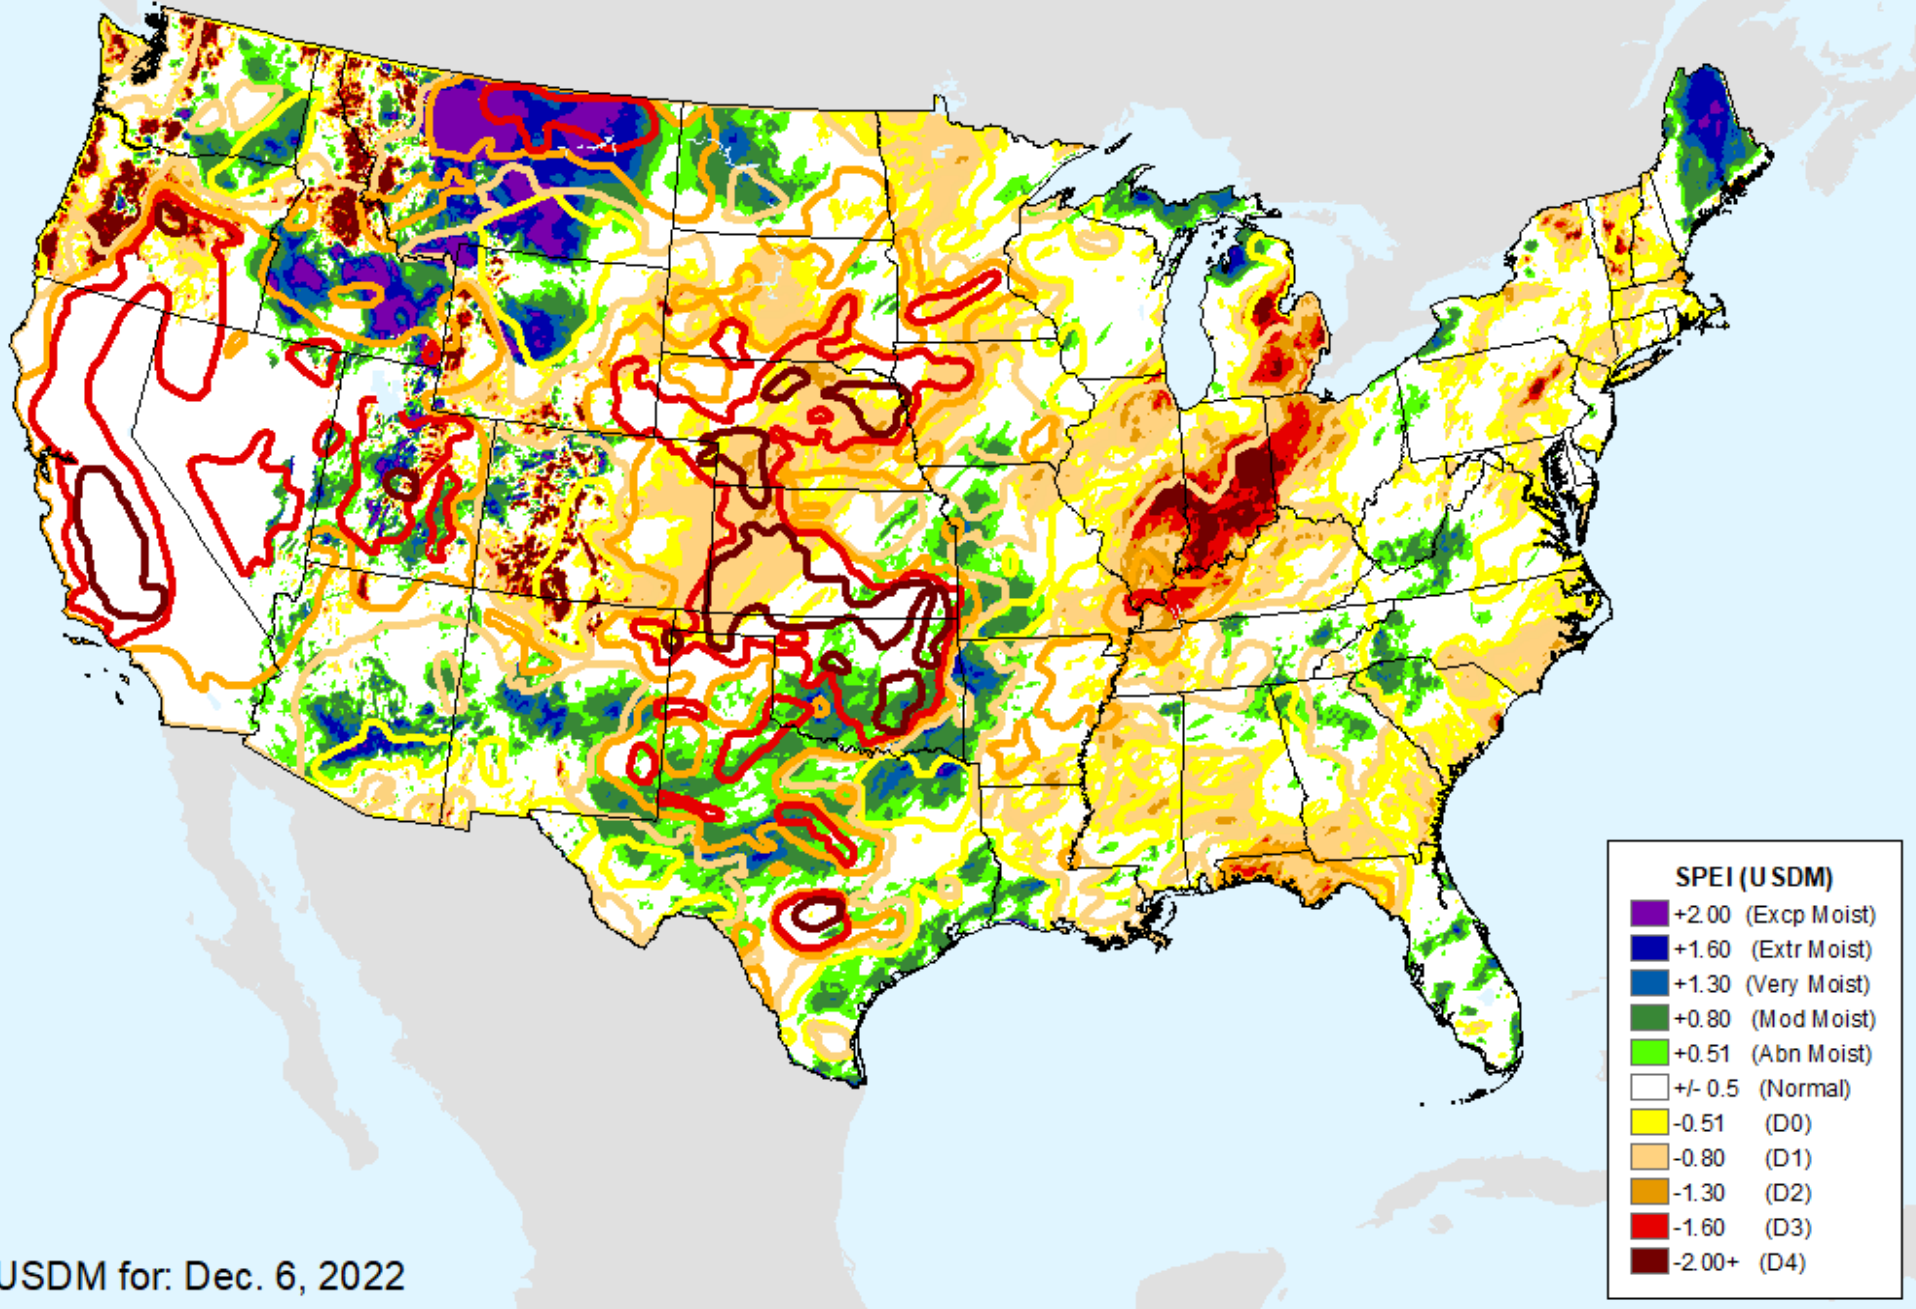 SPEI (USDM)
+2.00 (Excp Moist)
+1.60 (Extr Moist)
+1.30 (Very Moist)
+0.80 (Mod Moist)
+0.51 (Abn Moist)
+/- 0.5 (Normal)
-0.51 (D0)
-0.80 (D1)
-1.30 (D2)
-1.60 (D3)
-2.00+ (D4)
USDM for: Dec. 6, 2022